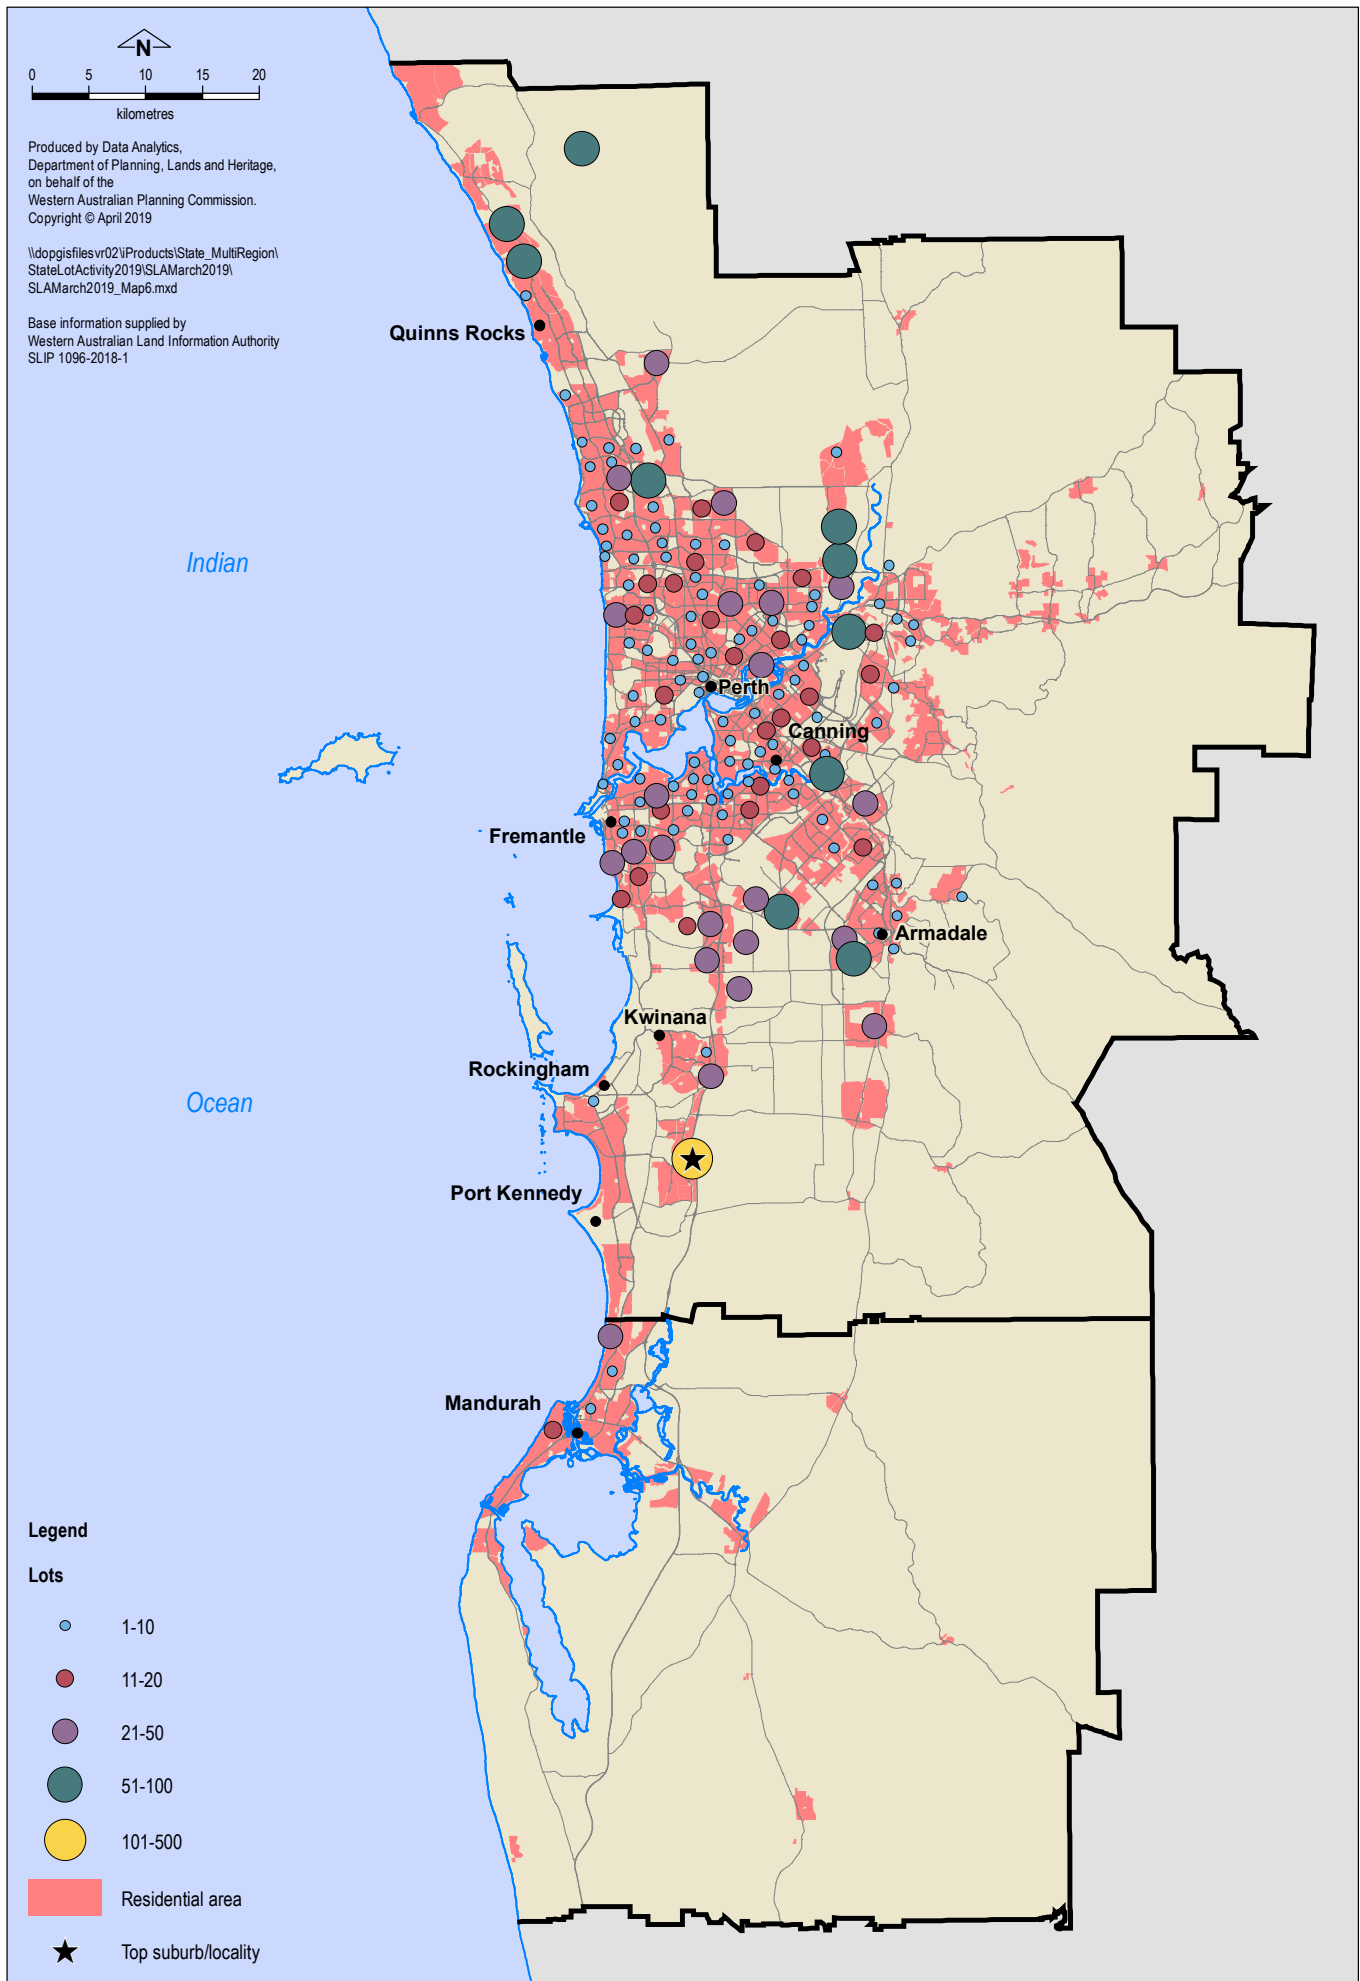 N
0 5 10 15 20
kilometres
Produced by Data Analytics,
Department of Planning, Lands and Heritage,
on behalf of the
Western Australian Planning Commission.
Copyright © April 2019
\\dopgisfilesvr02\iProducts\State_MultiRegion\
StateLotActivity2019\SLAMarch2019\
SLAMarch2019_Map6.mxd
Base information supplied by
Western Australian Land Information Authority
SLIP 1096-2018-1
Quinns Rocks
Indian
Perth
Canning
Fremantle
Armadale
Kwinana
Rockingham
Ocean
Port Kennedy
Mandurah
Legend
Lots
1-10
11-20
21-50
51-100
101-500
Residential area
Top suburb/locality